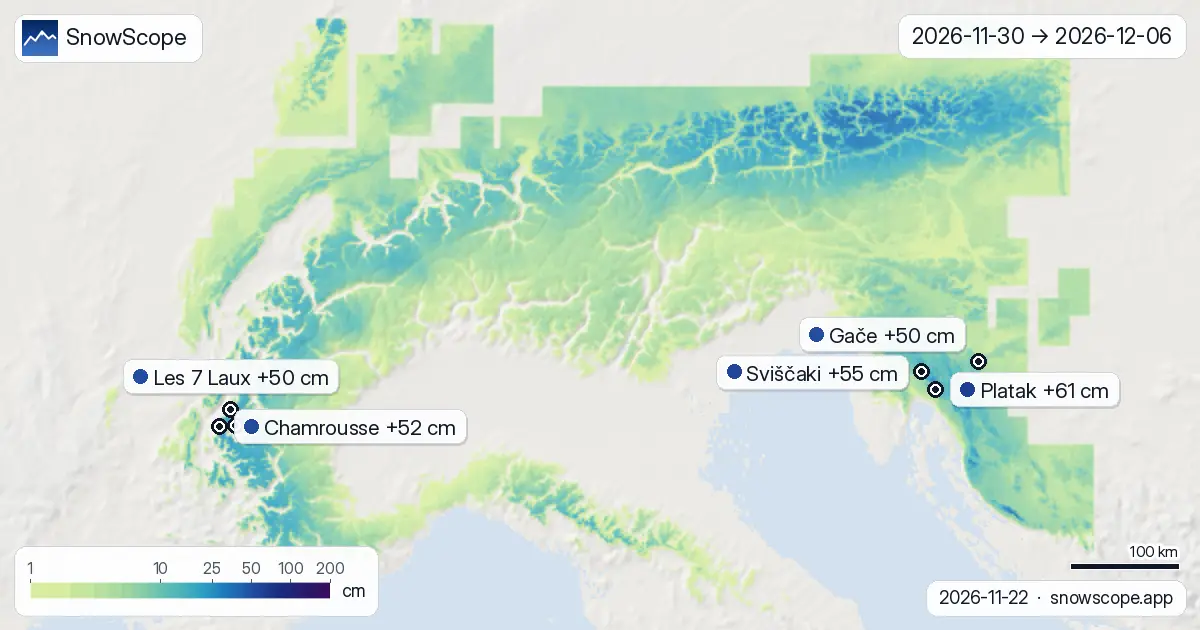 SnowScope
2026-11-30 → 2026-12-06
Gače +50 cm
Sviščaki +55 cm
Platak +61 cm
Les 7 Laux +50 cm
Chamrousse +52 cm
1 10 25 50 100 200
cm
100 km
2026-11-22 · snowscope.app